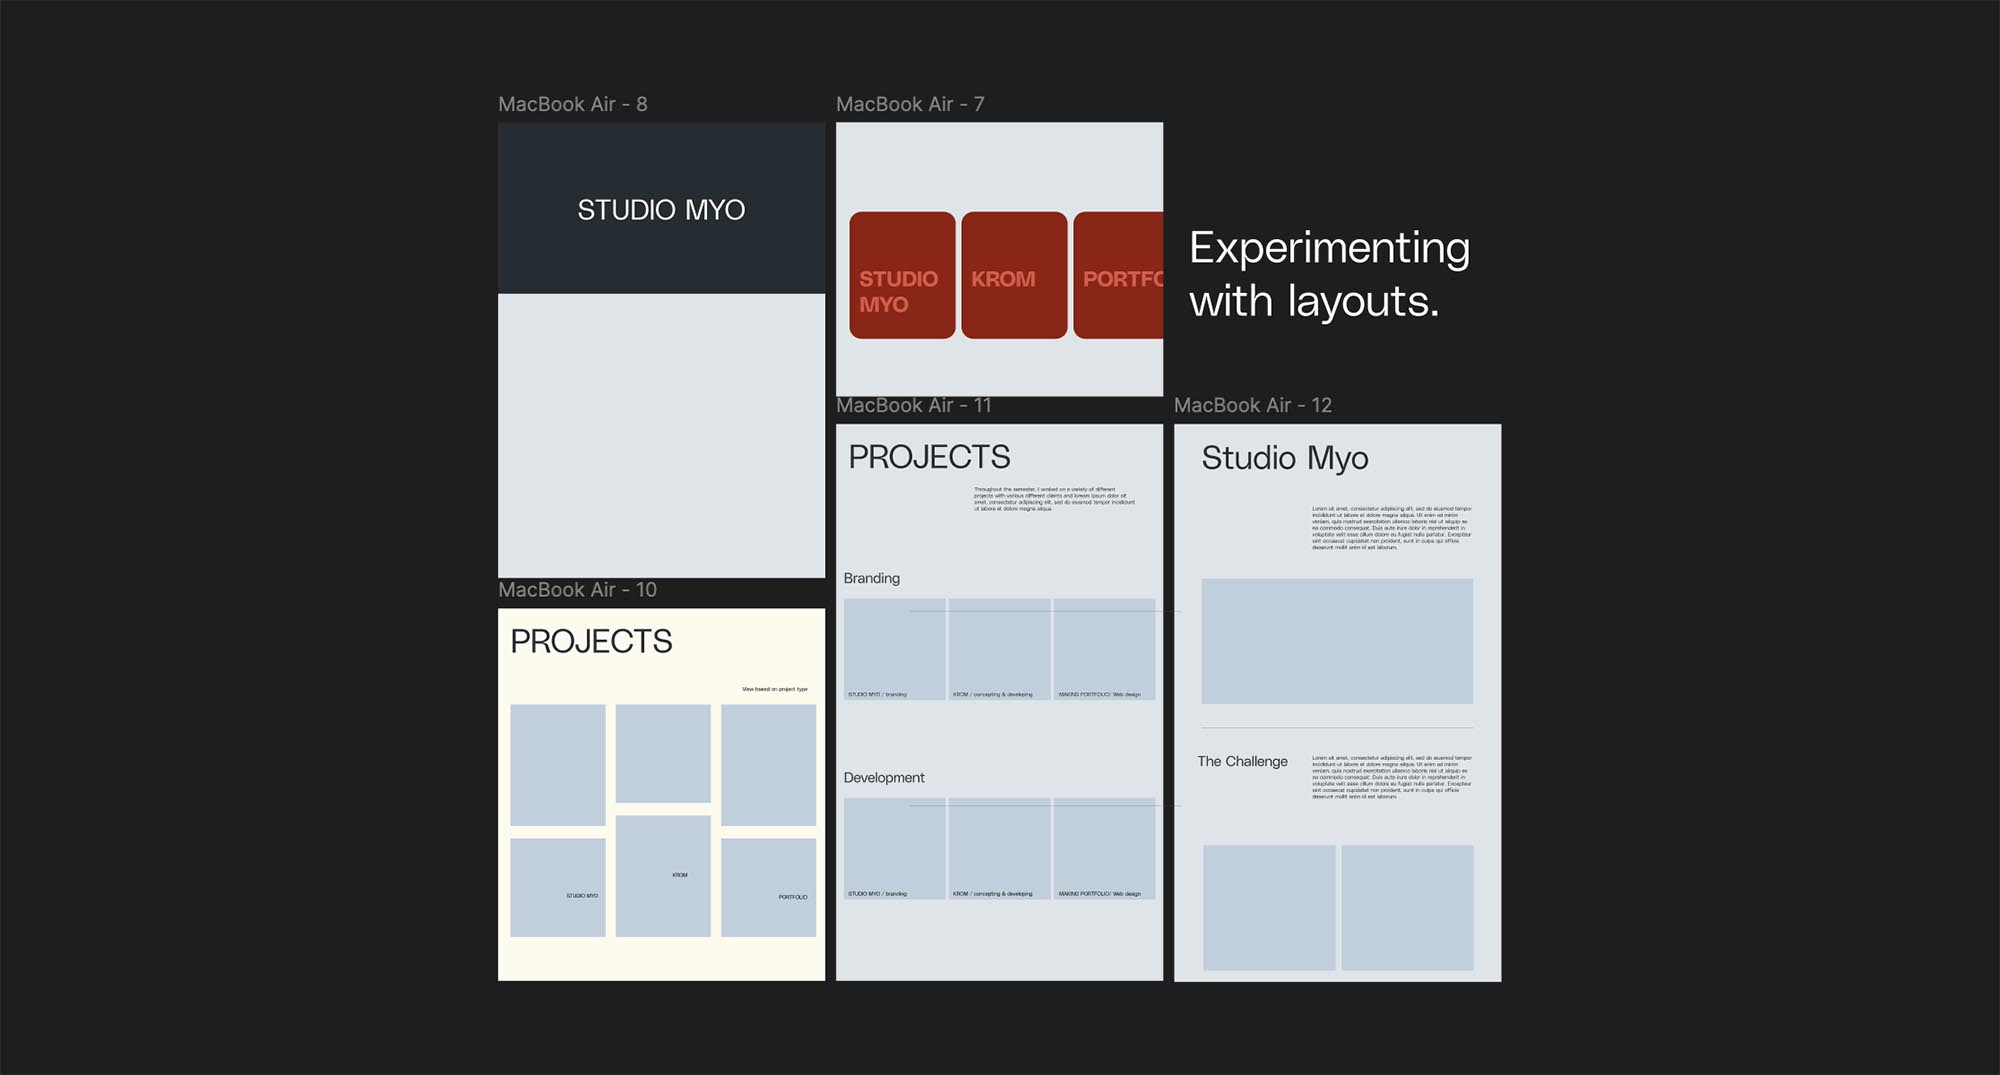 MacBook Air - 8
STUDIO MYO
MacBook Air - 7
STUDIO
MYO
KROM
PORTFO
Experimenting
with layouts.
MacBook Air - 10
PROJECTS
View based on project type
STUDIO MYO
KROM
PORTFOLIO
MacBook Air - 11
PROJECTS
Throughout the semester, I worked on a variety of different
projects with various different clients and lorem ipsum dolor sit
amet, consectetur adipiscing elit, sed do eiusmod tempor incididunt
ut labore et dolore magna aliqua.
Branding
STUDIO MYO / branding
KROM / concepting & developing
MAKING PORTFOLIO/ Web design
Development
STUDIO MYO / branding
KROM / concepting & developing
MAKING PORTFOLIO/ Web design
MacBook Air - 12
Studio Myo
Lorem sit amet, consectetur adipiscing elit, sed do eiusmod tempor
incididunt ut labore et dolore magna aliqua. Ut enim ad minim
veniam, quis nostrud exercitation ullamco laboris nisi ut aliquip ex
ea commodo consequat. Duis aute irure dolor in reprehenderit in
voluptate velit esse cillum dolore eu fugiat nulla pariatur. Excepteur
sint occaecat cupidatat non proident, sunt in culpa qui officia
deserunt mollit anim id est laborum.
The Challenge
Lorem sit amet, consectetur adipiscing elit, sed do eiusmod tempor
incididunt ut labore et dolore magna aliqua. Ut enim ad minim
veniam, quis nostrud exercitation ullamco laboris nisi ut aliquip ex
ea commodo consequat. Duis aute irure dolor in reprehenderit in
voluptate velit esse cillum dolore eu fugiat nulla pariatur. Excepteur
sint occaecat cupidatat non proident, sunt in culpa qui officia
deserunt mollit anim id est laborum.